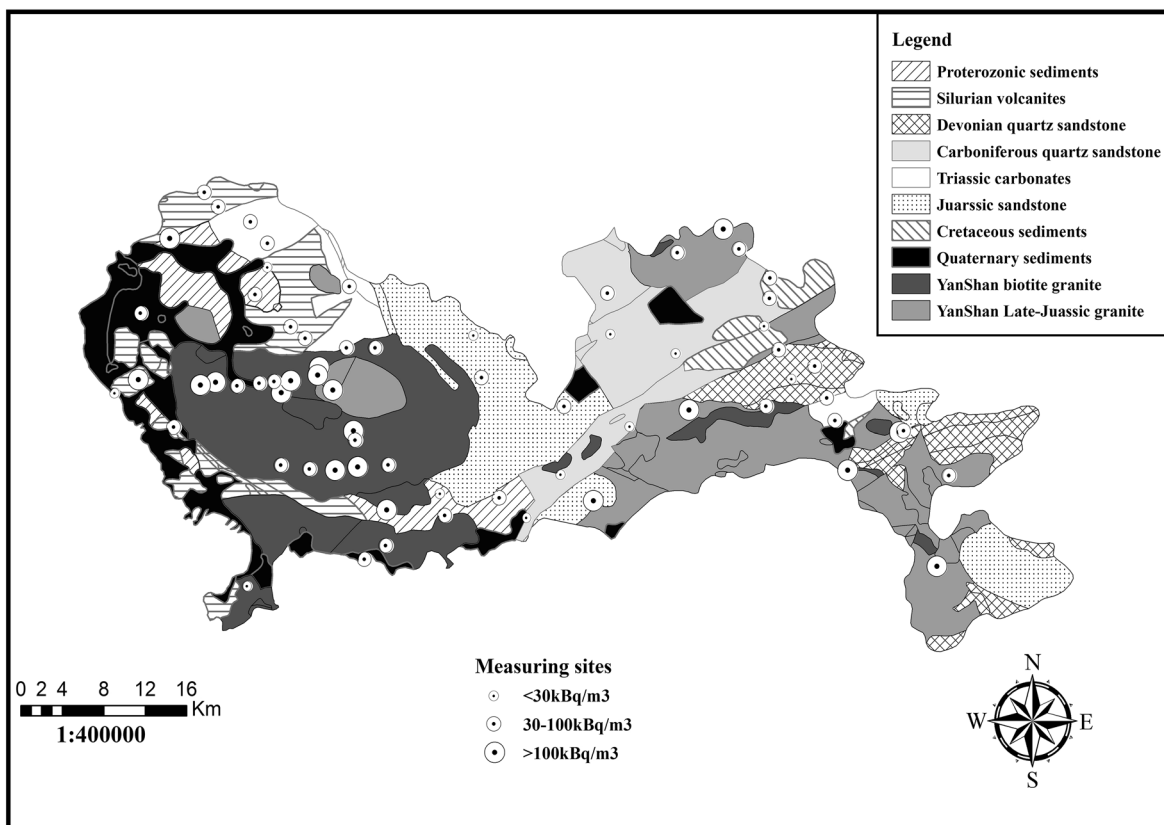 Legend
Proterozonic sediments
Silurian volcanites
Devonian quartz sandstone
Carboniferous quartz sandstone
Triassic carbonates
Juarssic sandstone
Cretaceous sediments
Quaternary sediments
YanShan biotite granite
YanShan Late-Juassic granite
Measuring sites
<30kBq/m3
30-100kBq/m3
>100kBq/m3
0 2 4 8 12 16
Km
1:400000
N
W E
S